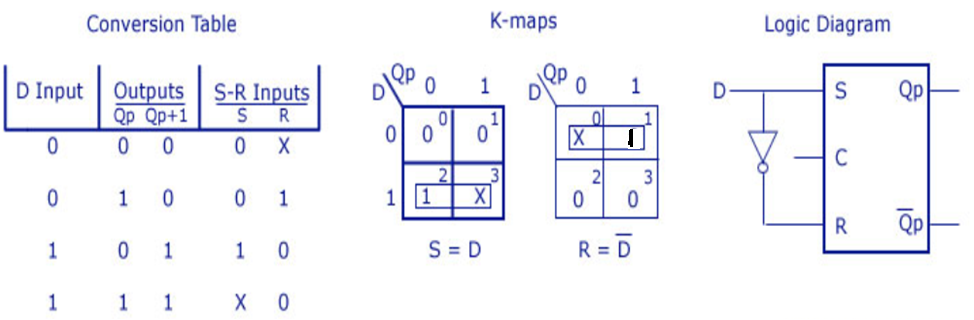 Conversion Table
D Input Outputs S-R Inputs
Qp Qp+1 S R
0 0 0 0 X
0 1 0 0 1
1 0 1 1 0
1 1 1 X 0
K-maps
Qp 0 1
D
0 0 0 0 1
2 3
1 1 X
S = D
Qp 0 1
D
0 1
X 1
2 3
0 0
R = D̅
Logic Diagram
D S Qp
C
R Q̅p